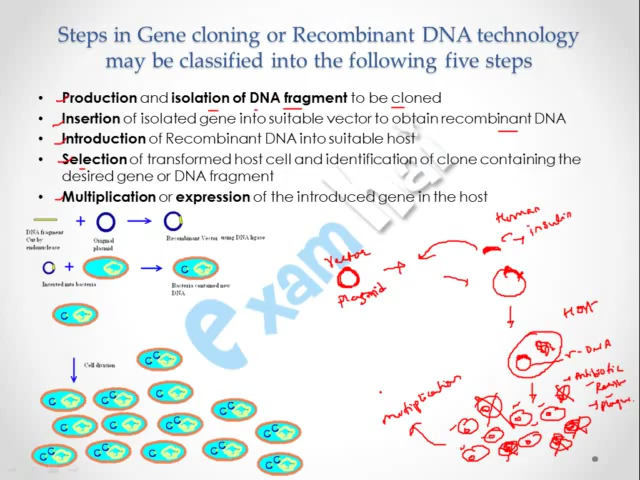 Steps in Gene cloning or Recombinant DNA technology
may be classified into the following five steps
• Production and isolation of DNA fragment to be cloned
• Insertion of isolated gene into suitable vector to obtain recombinant DNA
• Introduction of Recombinant DNA into suitable host
• Selection of transformed host cell and identification of clone containing the
desired gene or DNA fragment
• Multiplication or expression of the introduced gene in the host
DNA fragment
Cut by
endonuclease
+
Original
plasmid
Recombinant Vector using DNA ligase
+
Inserted into bacteria
Bacteria contained new
DNA
Cell division
examhai
Human
insulin
vector
plasmid
HOST
DNA
Antibiotic
multiplication